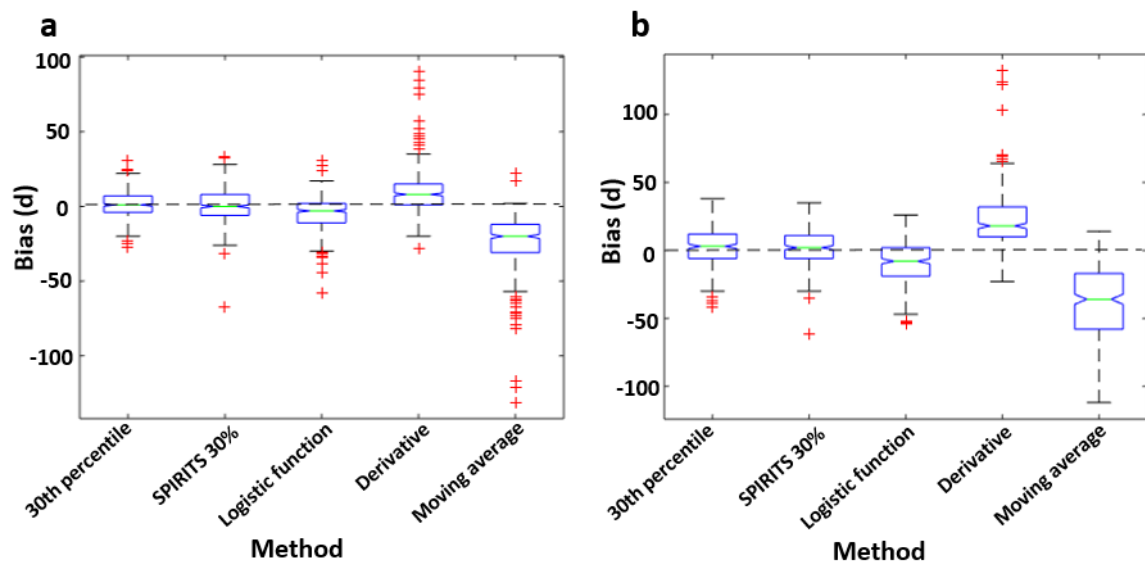 a
100
50
0
-50
-100
Bias (d)
30th percentile
SPIRITS 30%
Logistic function
Derivative
Moving average
Method
b
100
50
0
-50
-100
Bias (d)
30th percentile
SPIRITS 30%
Logistic function
Derivative
Moving average
Method